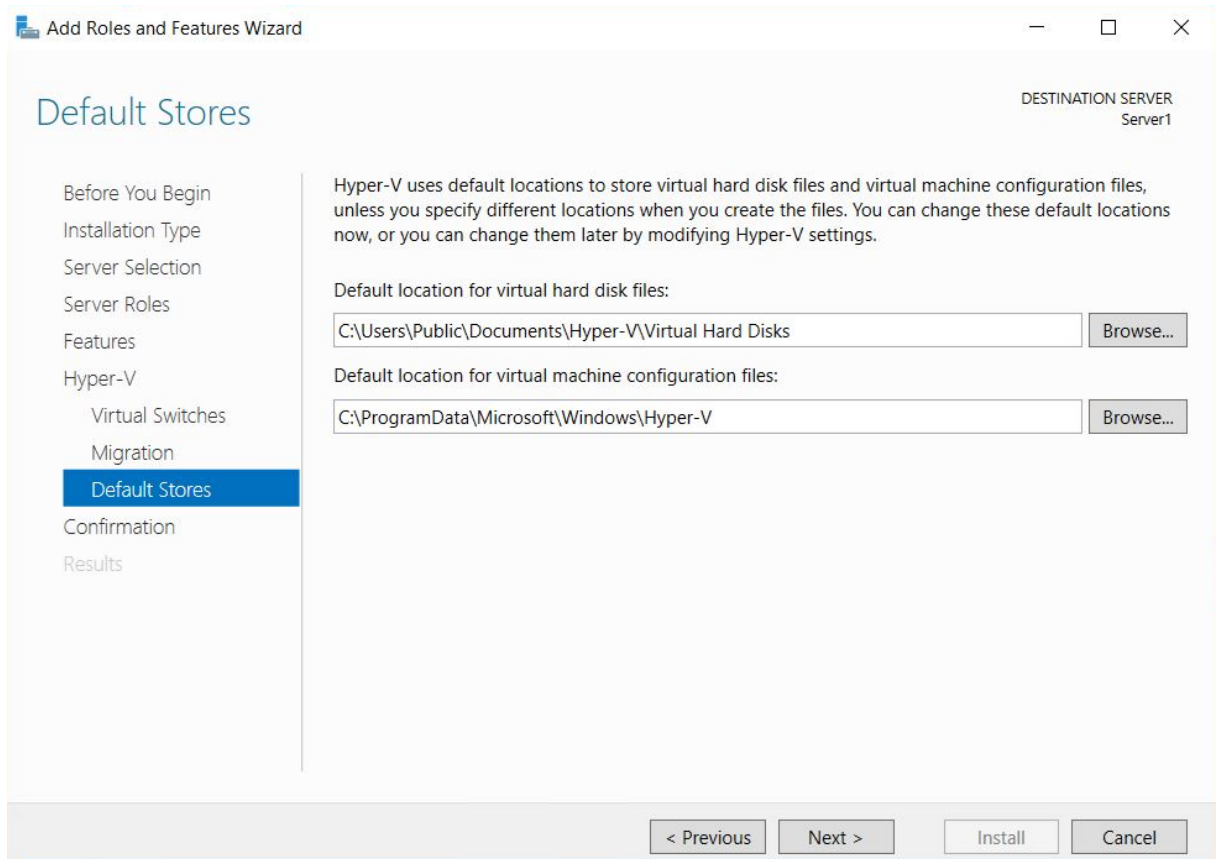 Add Roles and Features Wizard
Default Stores
DESTINATION SERVER
Server1
Before You Begin
Installation Type
Server Selection
Server Roles
Features
Hyper-V
Virtual Switches
Migration
Default Stores
Confirmation
Results
Hyper-V uses default locations to store virtual hard disk files and virtual machine configuration files,
unless you specify different locations when you create the files. You can change these default locations
now, or you can change them later by modifying Hyper-V settings.
Default location for virtual hard disk files:
C:\Users\Public\Documents\Hyper-V\Virtual Hard Disks
Browse...
Default location for virtual machine configuration files:
C:\ProgramData\Microsoft\Windows\Hyper-V
Browse...
< Previous
Next >
Install
Cancel